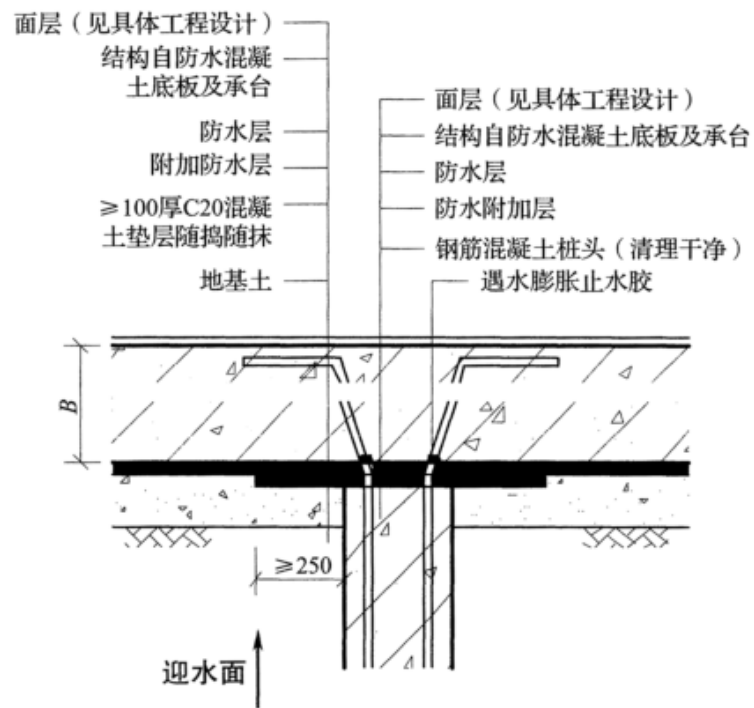 面层（见具体工程设计）
结构自防水混凝
土底板及承台
防水层
附加防水层
≥100厚C20混凝
土垫层随捣随抹
地基土
面层（见具体工程设计）
结构自防水混凝土底板及承台
防水层
防水附加层
钢筋混凝土桩头（清理干净）
遇水膨胀止水胶
B
≥250
迎水面